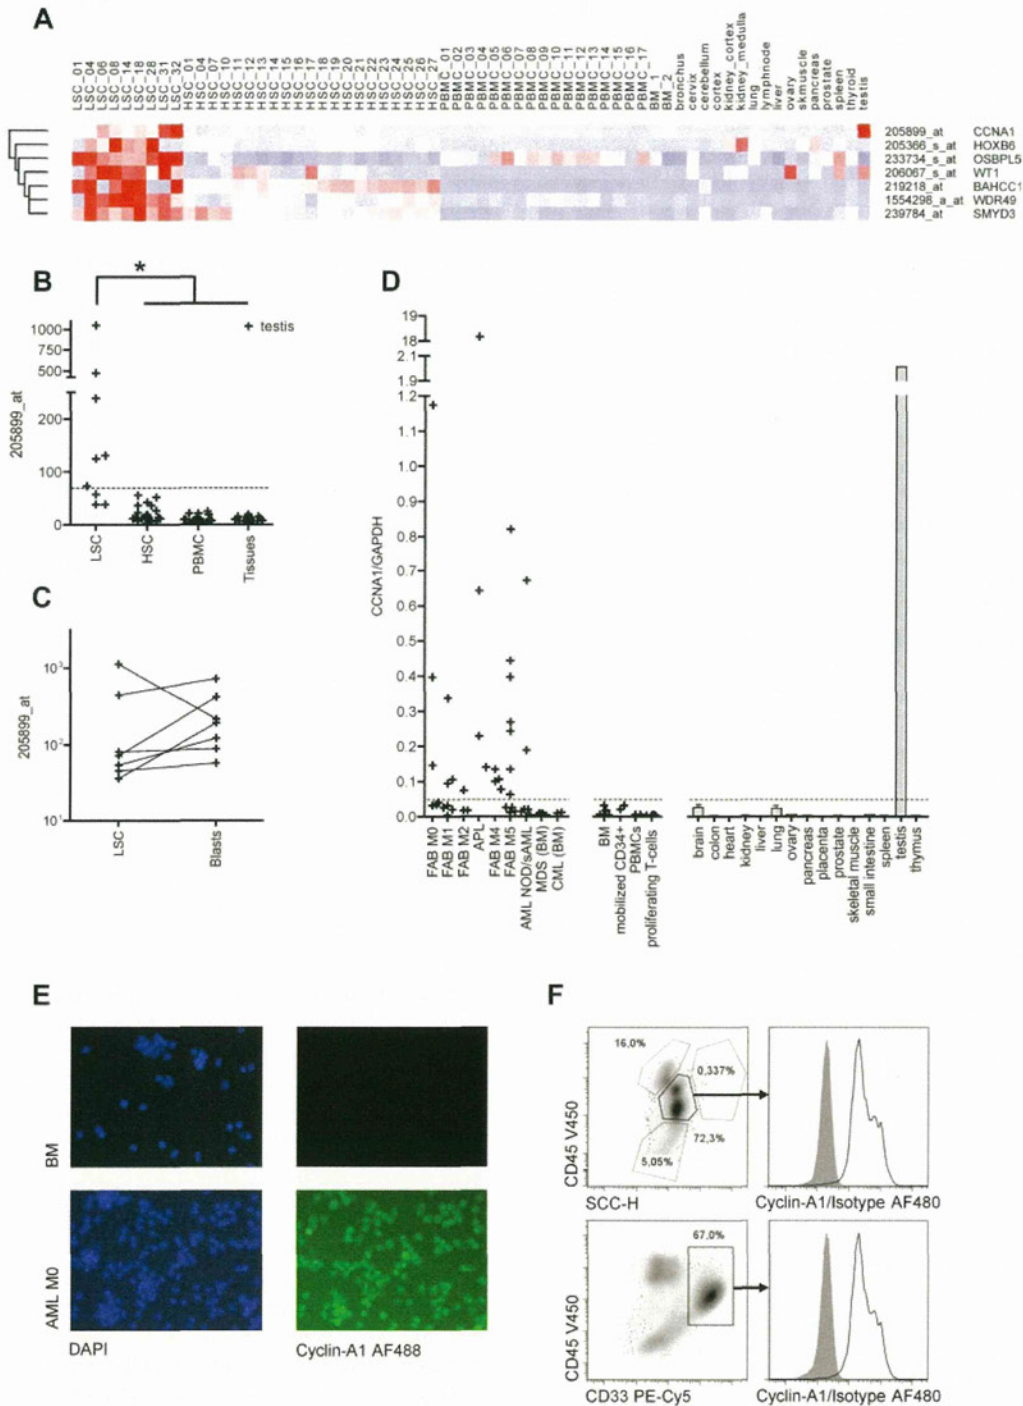 A
LSC_01
LSC_04
LSC_06
LSC_08
LSC_14
LSC_18
LSC_28
LSC_31
LSC_32
HSC_01
HSC_04
HSC_07
HSC_10
HSC_11
HSC_12
HSC_13
HSC_14
HSC_15
HSC_16
HSC_17
HSC_18
HSC_19
HSC_20
HSC_21
HSC_22
HSC_23
HSC_24
HSC_25
HSC_26
HSC_27
PBMC_01
PBMC_02
PBMC_03
PBMC_04
PBMC_05
PBMC_06
PBMC_07
PBMC_08
PBMC_09
PBMC_10
PBMC_11
PBMC_12
PBMC_13
PBMC_14
PBMC_15
PBMC_16
PBMC_17
BM_1
BM_2
bronchus
cervix
cerebellum
cortex
kidney_cortex
kidney_medulla
lung
lymphnode
liver
ovary
skmuscle
pancreas
prostate
spleen
thyroid
testis
205899_at CCNA1
205366_s_at HOXB6
233734_s_at OSBPL5
206067_s_at WT1
219218_at BAHCC1
1554298_a_at WDR49
239784_at SMYD3
B
*
testis
205899_at
1000
750
500
200
100
0
LSC
HSC
PBMC
Tissues
C
205899_at
10³
10²
10¹
LSC
Blasts
D
CCNA1/GAPDH
19
18
2.1
1.9
1.2
1.1
1.0
0.9
0.8
0.7
0.6
0.5
0.4
0.3
0.2
0.1
0.0
FAB M0
FAB M1
FAB M2
APL
FAB M4
FAB M5
AML NOD/sAML
MDS (BM)
CML (BM)
BM
mobilized CD34+
PBMCs
proliferating T-cells
brain
colon
heart
kidney
liver
lung
ovary
pancreas
placenta
prostate
skeletal muscle
small intestine
spleen
testis
thymus
E
BM
AML M0
DAPI
Cyclin-A1 AF488
F
CD45 V450
16,0%
0,337%
72,3%
5,05%
SCC-H
Cyclin-A1/Isotype AF480
CD45 V450
67,0%
CD33 PE-Cy5
Cyclin-A1/Isotype AF480